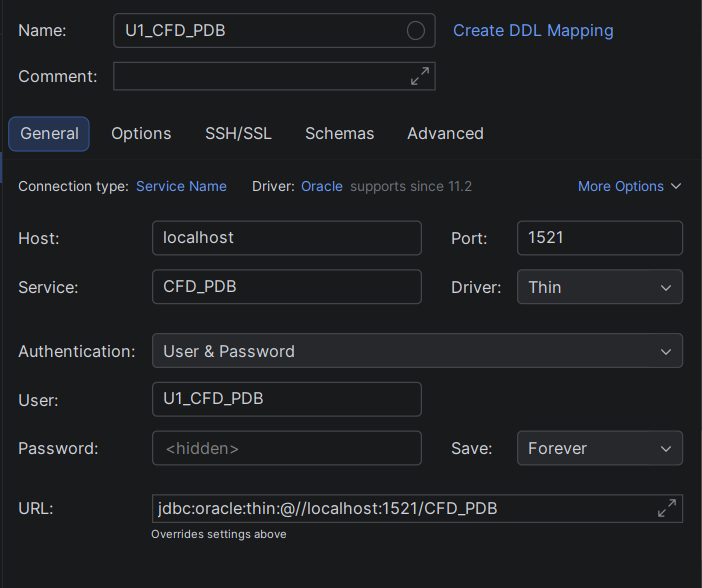 Name: U1_CFD_PDB Create DDL Mapping
Comment:
General Options SSH/SSL Schemas Advanced
Connection type: Service Name Driver: Oracle supports since 11.2 More Options
Host: localhost Port: 1521
Service: CFD_PDB Driver: Thin
Authentication: User & Password
User: U1_CFD_PDB
Password: <hidden> Save: Forever
URL: jdbc:oracle:thin:@//localhost:1521/CFD_PDB
Overrides settings above